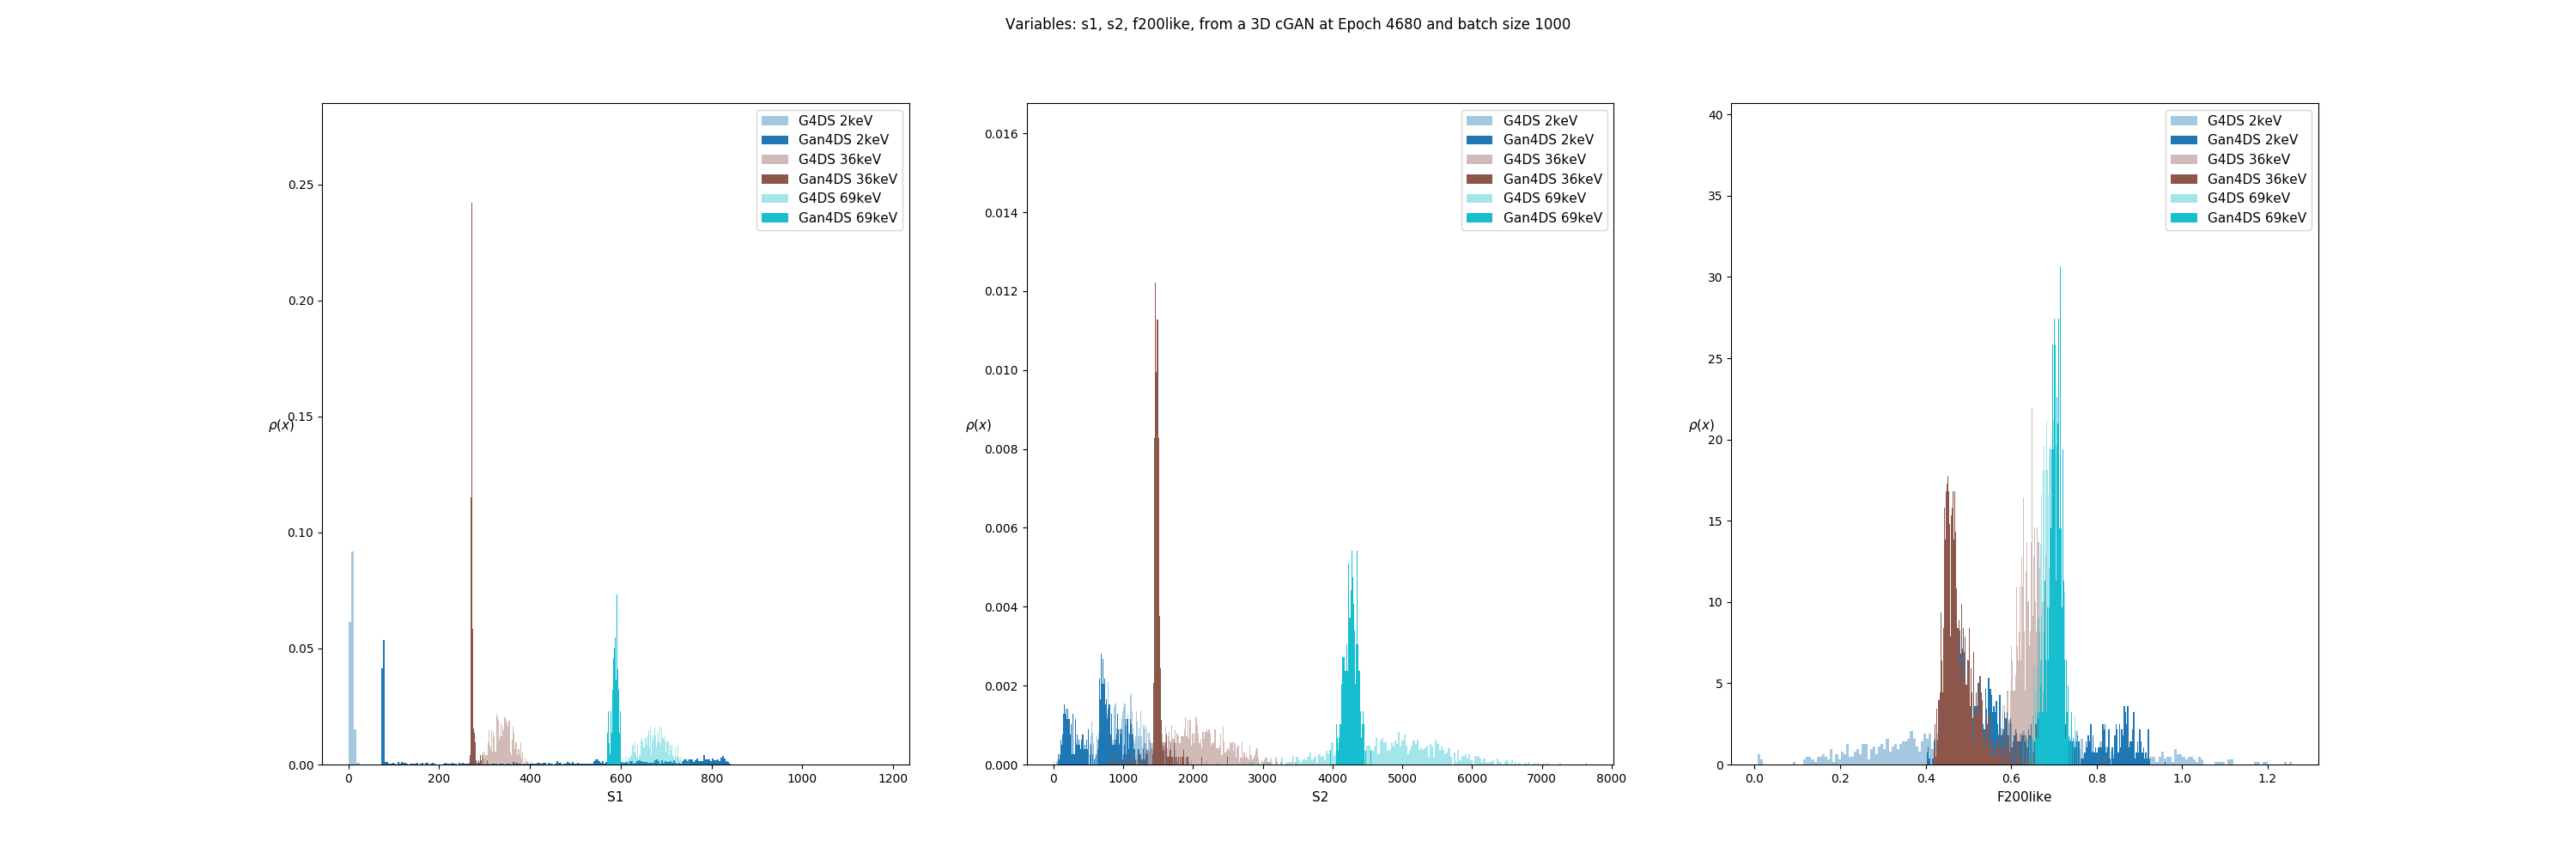 Variables: s1, s2, f200like, from a 3D cGAN at Epoch 4680 and batch size 1000
G4DS 2keV
Gan4DS 2keV
G4DS 36keV
Gan4DS 36keV
G4DS 69keV
Gan4DS 69keV
0.25
0.20
0.15
0.10
0.05
0.00
ρ(x)
0 200 400 600 800 1000 1200
S1
G4DS 2keV
Gan4DS 2keV
G4DS 36keV
Gan4DS 36keV
G4DS 69keV
Gan4DS 69keV
0.016
0.014
0.012
0.010
0.008
0.006
0.004
0.002
0.000
ρ(x)
0 1000 2000 3000 4000 5000 6000 7000 8000
S2
G4DS 2keV
Gan4DS 2keV
G4DS 36keV
Gan4DS 36keV
G4DS 69keV
Gan4DS 69keV
40
35
30
25
20
15
10
5
0
ρ(x)
0.0 0.2 0.4 0.6 0.8 1.0 1.2
F200like